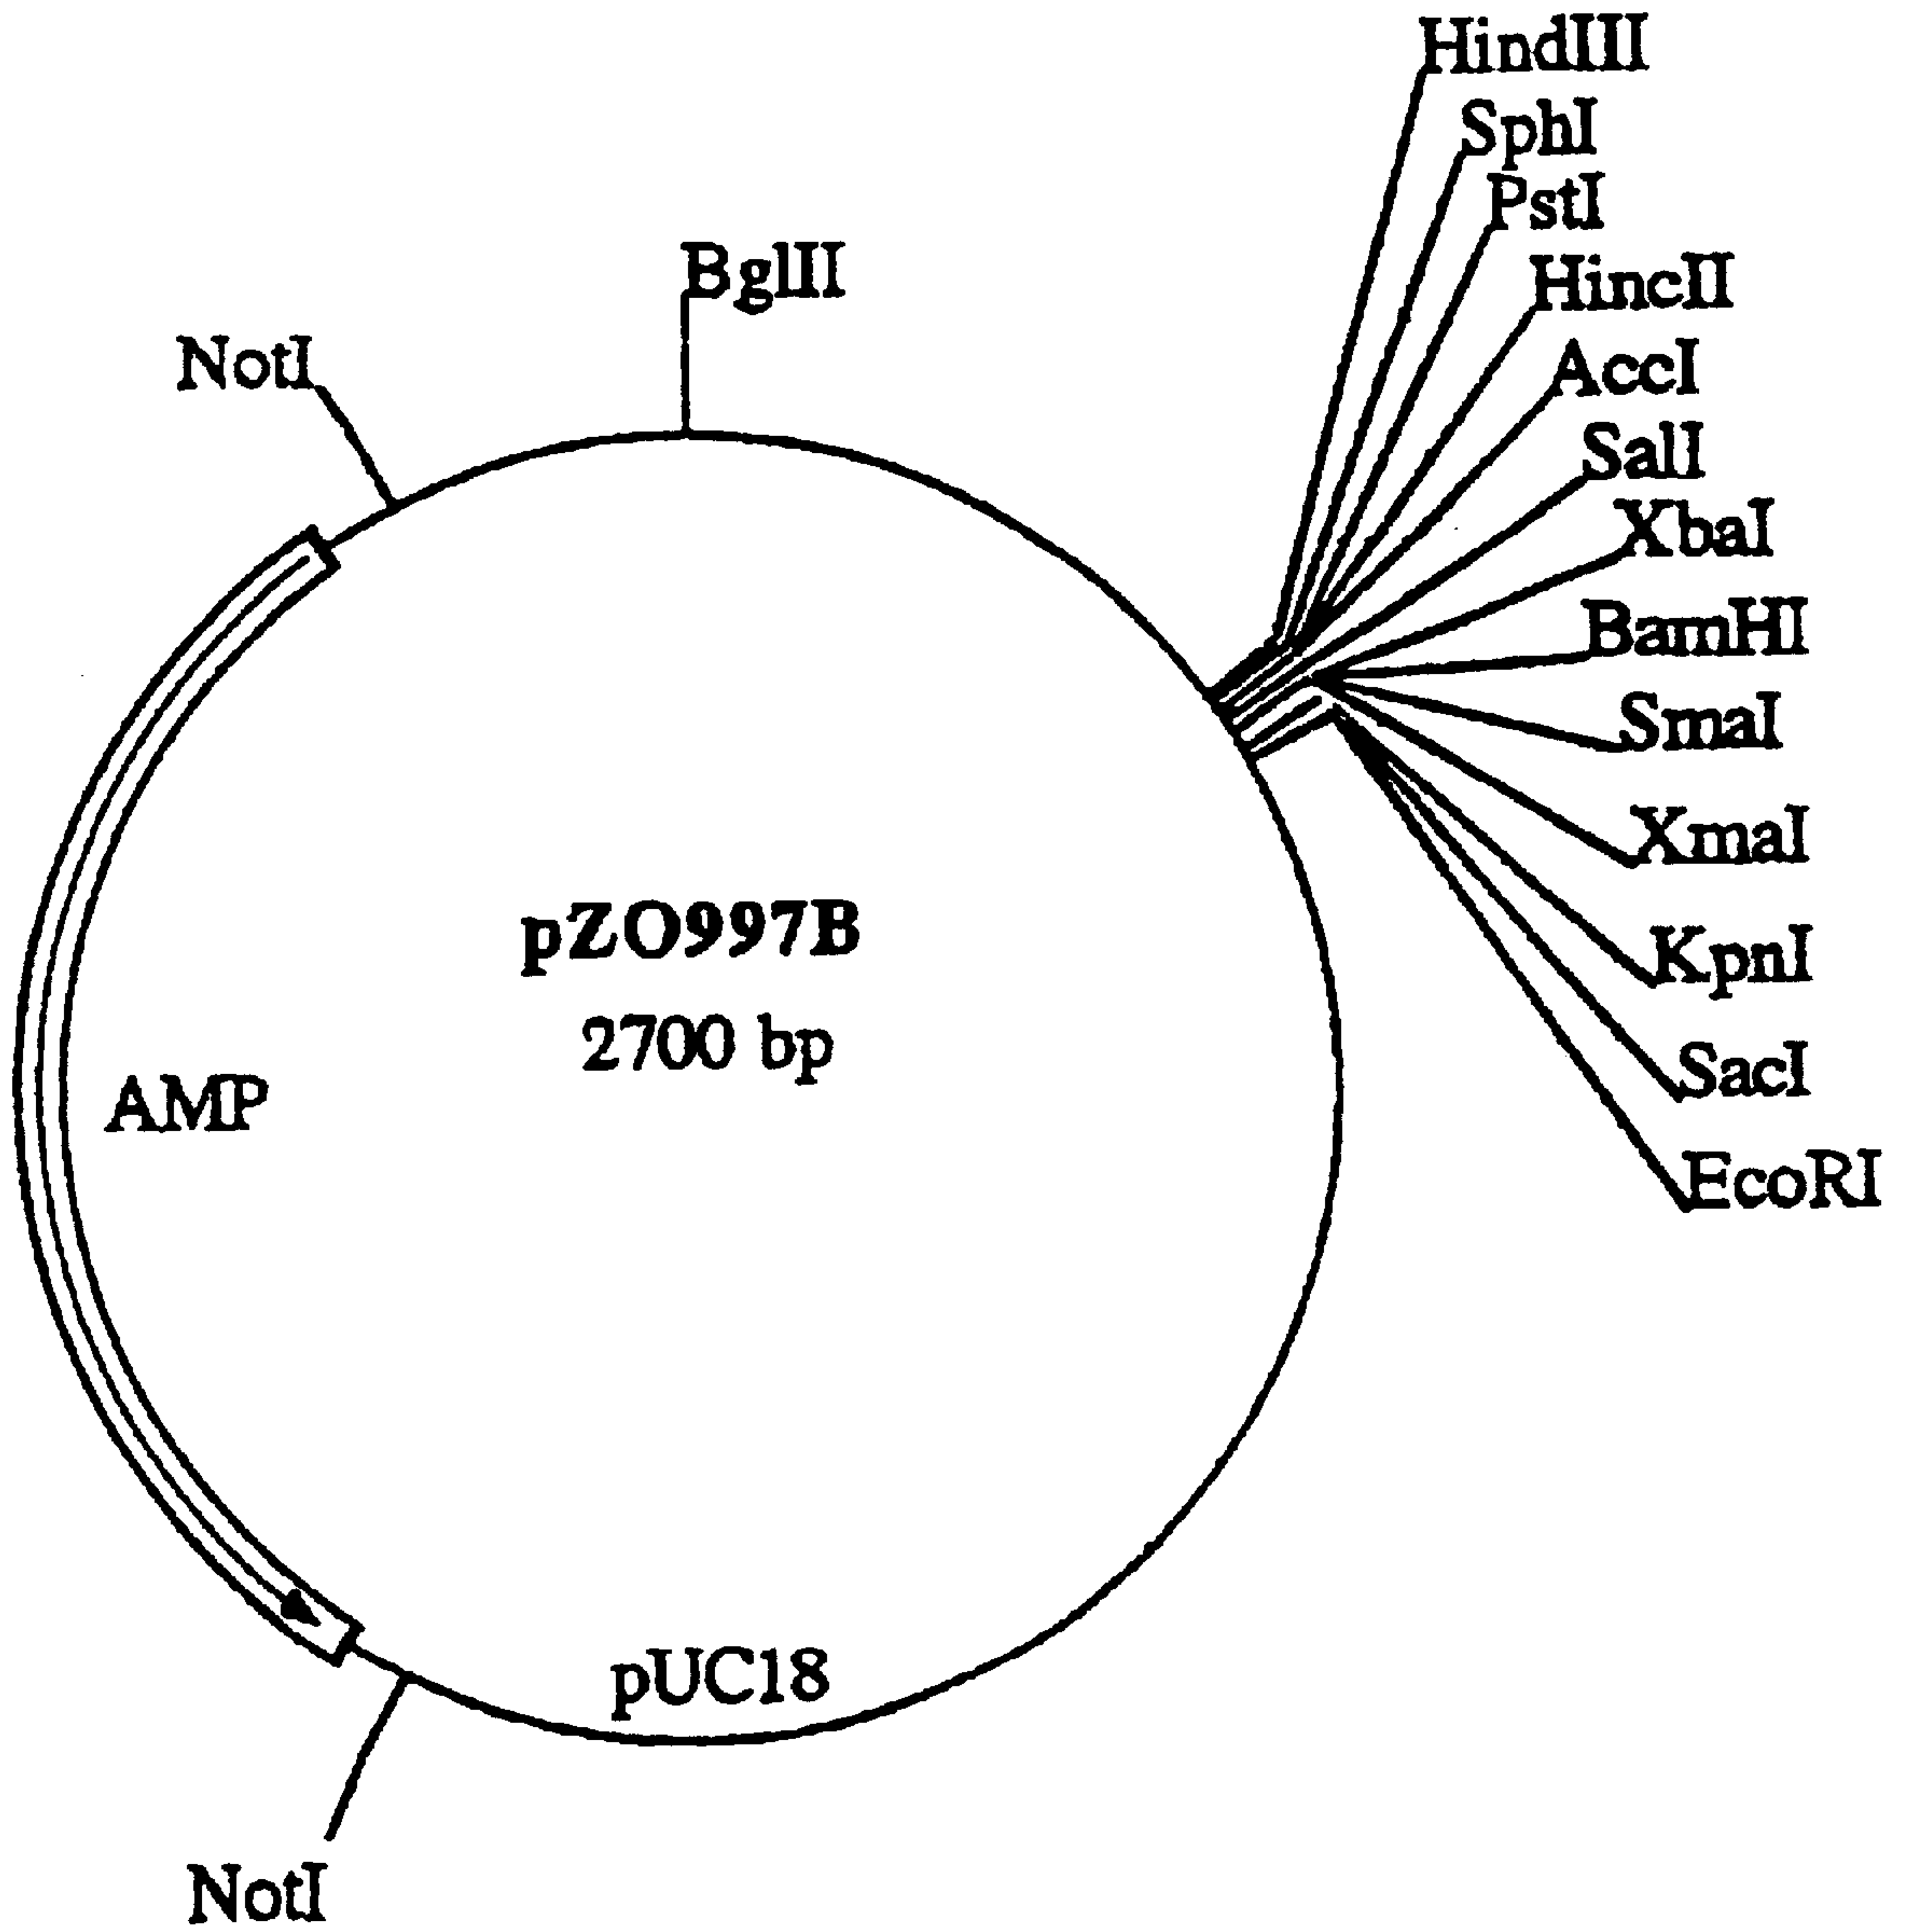 HindIII
SphI
PstI
BglII
HincII
NotI
AccI
SalI
XbaI
BamHI
SmaI
XmaI
pZO997B
KpnI
2700 bp
SacI
AMP
EcoRI
pUC18
NotI